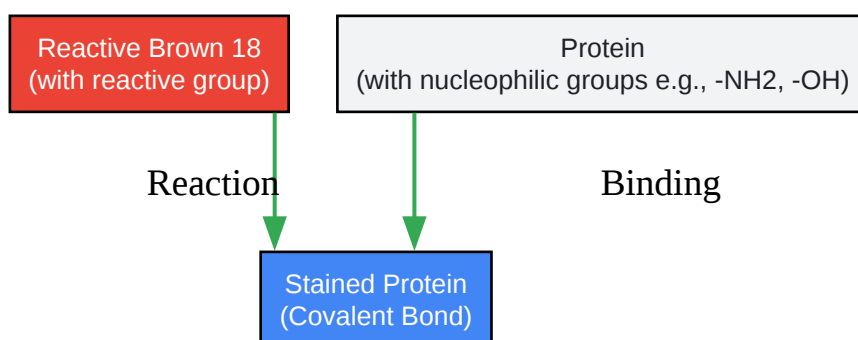 Reactive Brown 18
(with reactive group)
Protein
(with nucleophilic groups e.g., -NH2, -OH)
Reaction
Binding
Stained Protein
(Covalent Bond)